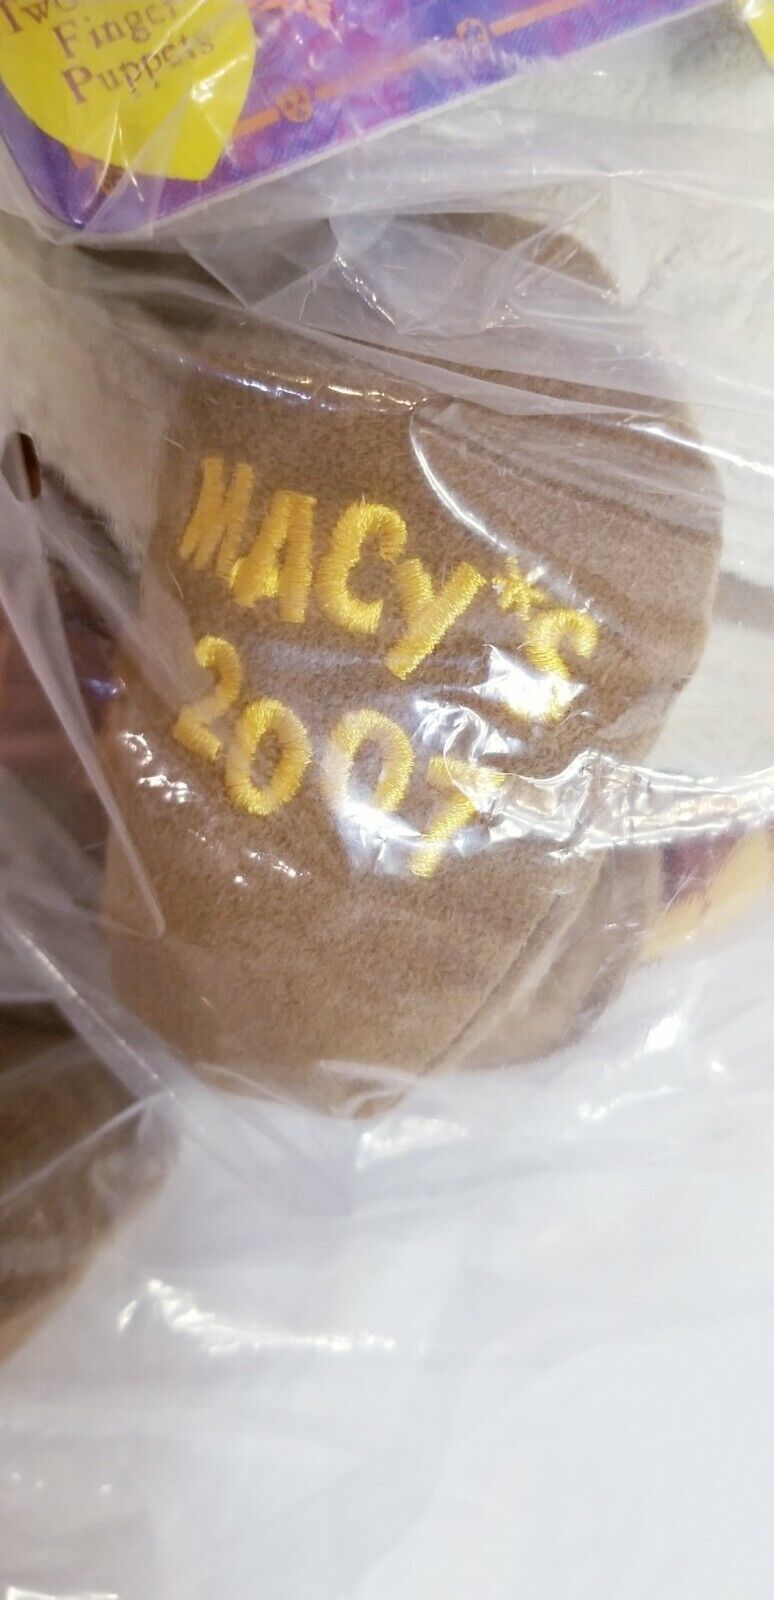 Two
Finger
Puppets
MACY*S
2007